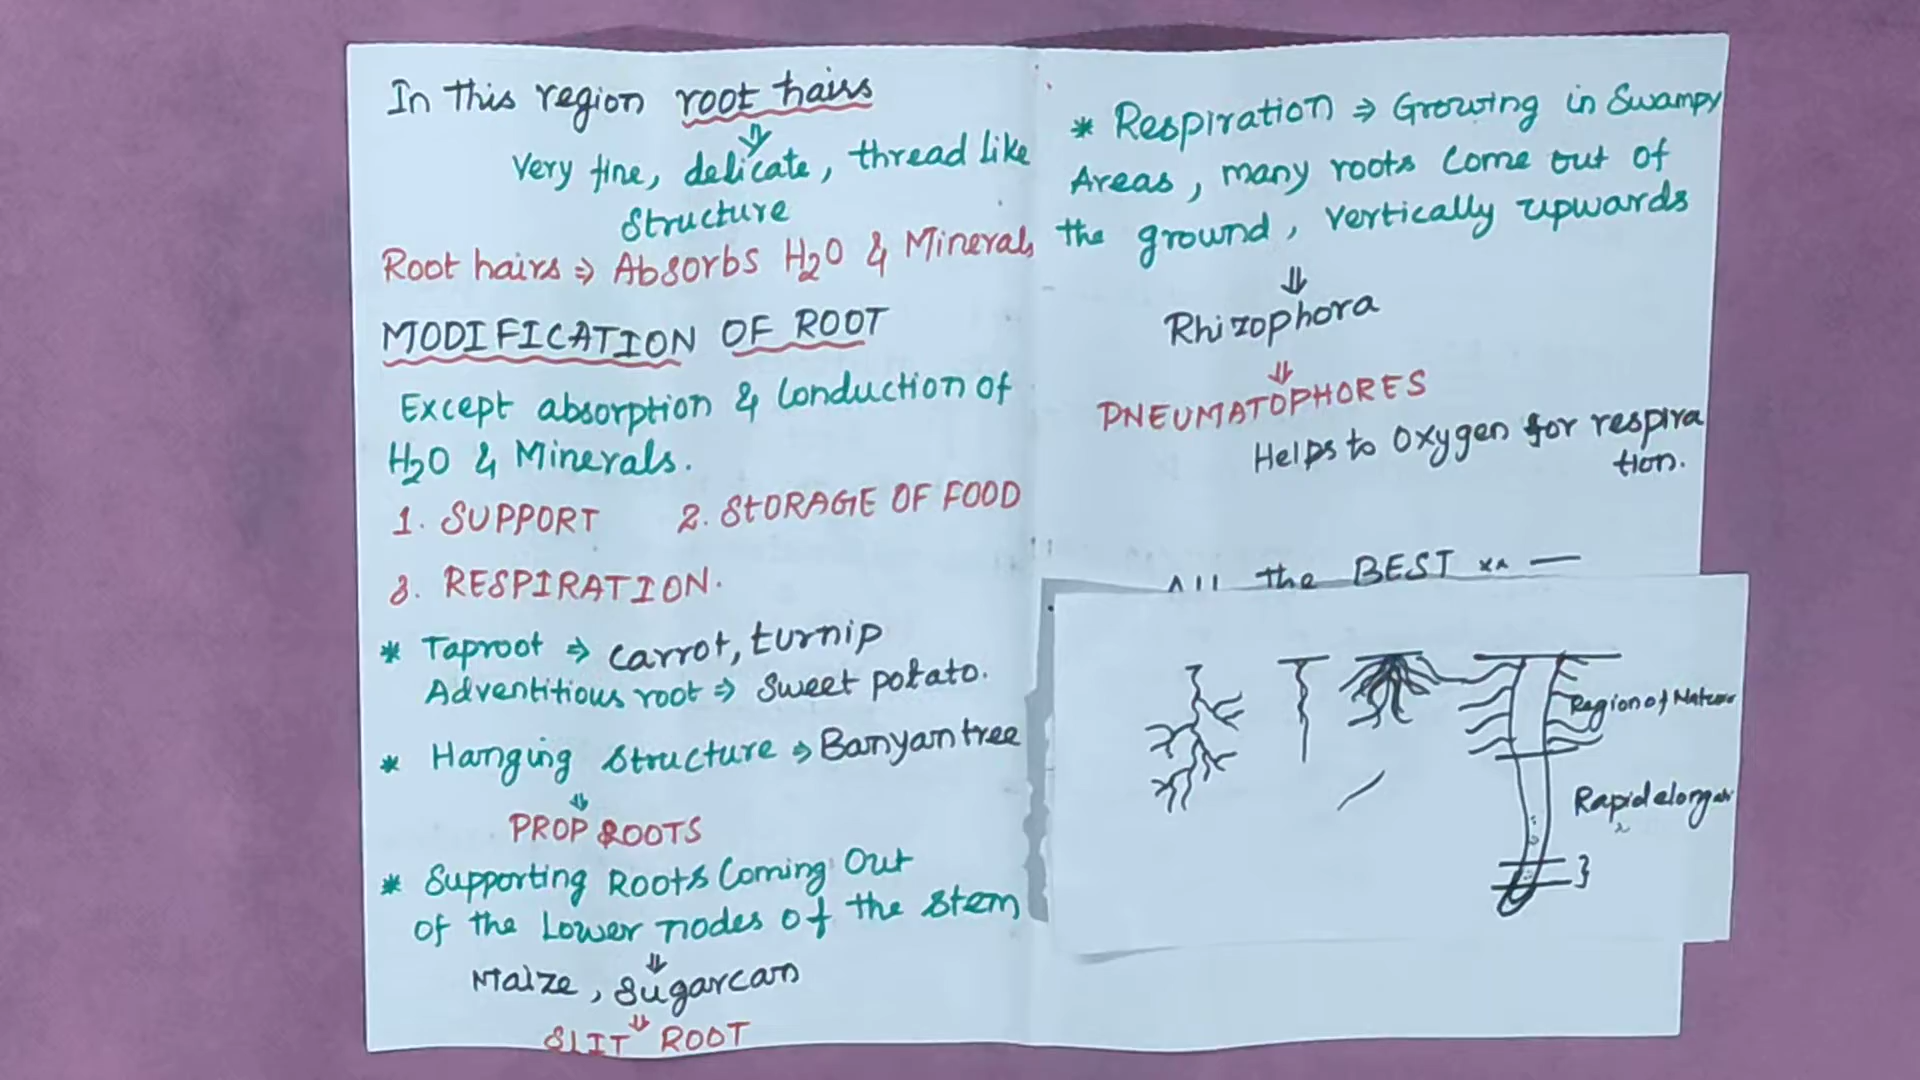 In this region root hairs
⇓
Very fine, delicate, thread like
Structure
Root hairs ⇒ Absorbs H2O & Minerals
MODIFICATION OF ROOT
Except absorption & Conduction of
H2O & Minerals.
1. SUPPORT 2. STORAGE OF FOOD
3. RESPIRATION.
* Taproot ⇒ carrot, turnip
Adventitious root ⇒ Sweet potato.
* Hanging Structure ⇒ Banyan tree
⇓
PROP ROOTS
* Supporting Roots Coming Out
of the Lower nodes of the stem
⇓
Maize, Sugarcan
⇓
SLIT ROOT
* Respiration ⇒ Growing in Swampy
Areas, many roots Come out of
the ground, Vertically upwards
⇓
Rhizophora
⇓
PNEUMATOPHORES
Helps to Oxygen for respira
tion.
All the BEST
Region of
Rapid elongati